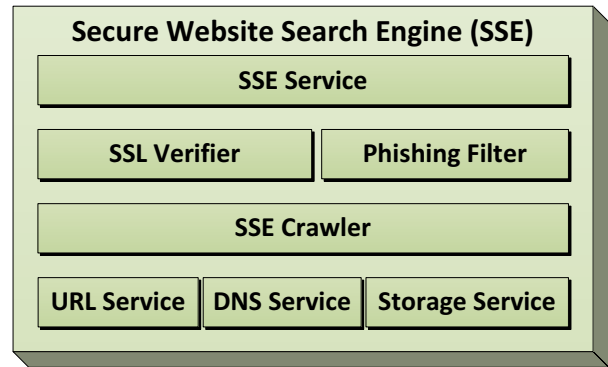 Secure Website Search Engine (SSE)
SSE Service
SSL Verifier
Phishing Filter
SSE Crawler
URL Service
DNS Service
Storage Service